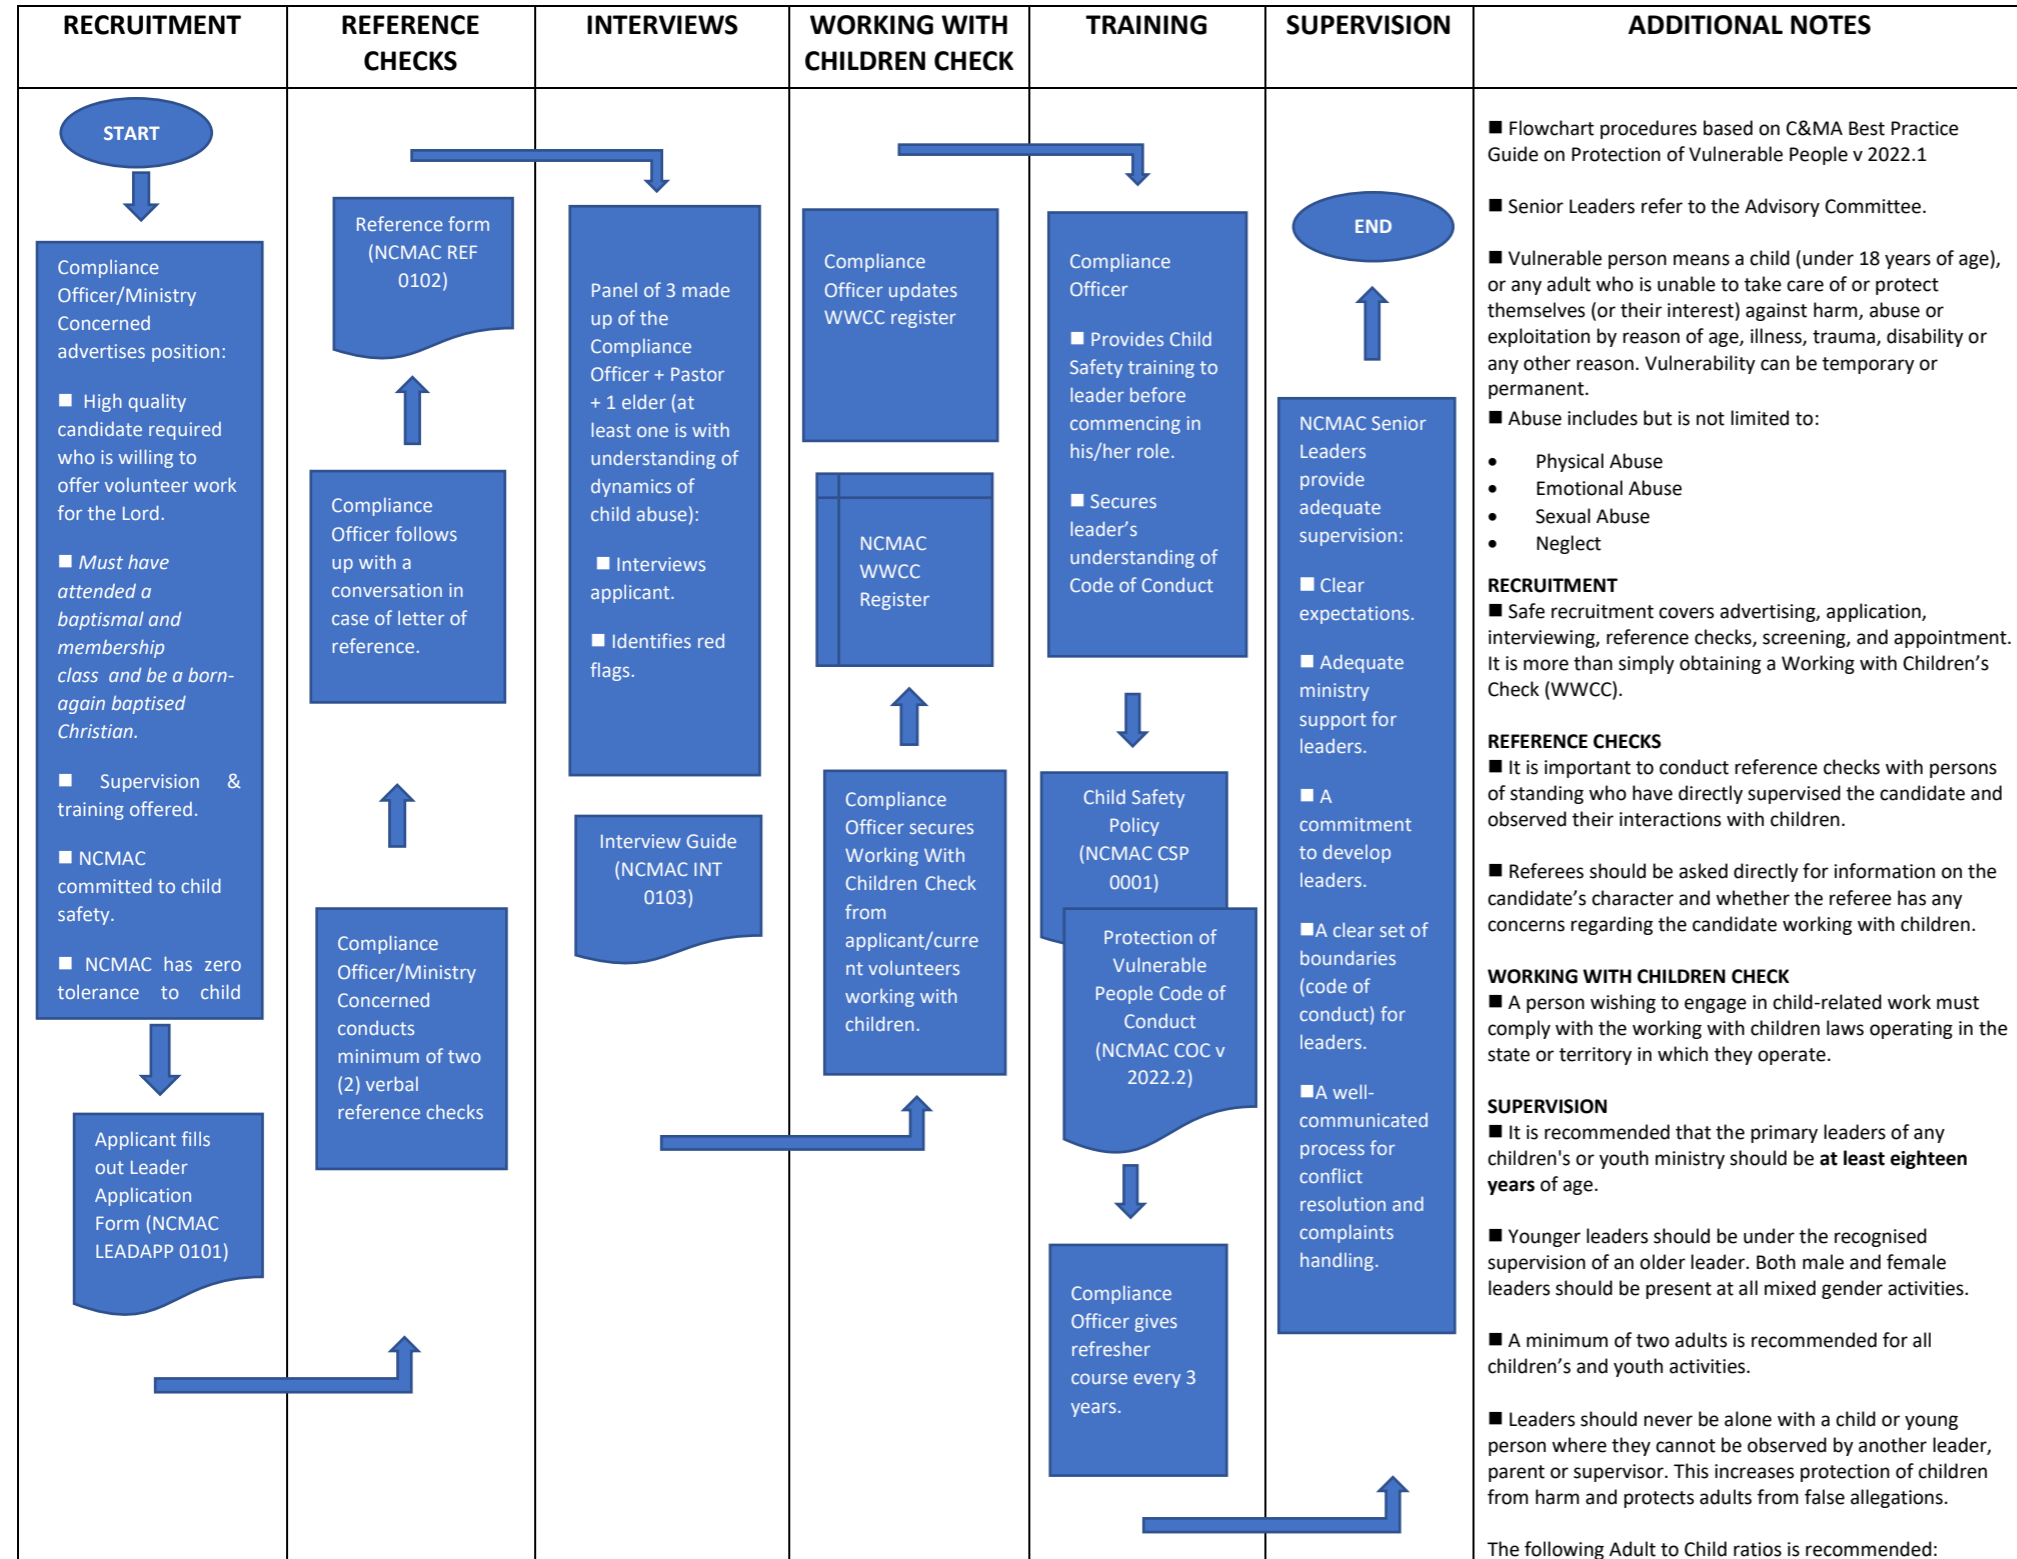 RECRUITMENT
REFERENCE
CHECKS
INTERVIEWS
WORKING WITH
CHILDREN CHECK
TRAINING
SUPERVISION
ADDITIONAL NOTES
START
Compliance
Officer/Ministry
Concerned
advertises position:
■ High quality
candidate required
who is willing to
offer volunteer work
for the Lord.
■ Must have
attended a
baptismal and
membership
class and be a born-
again baptised
Christian.
■ Supervision &
training offered.
■ NCMAC
committed to child
safety.
■ NCMAC has zero
tolerance to child
Applicant fills
out Leader
Application
Form (NCMAC
LEADAPP 0101)
Reference form
(NCMAC REF
0102)
Compliance
Officer follows
up with a
conversation in
case of letter of
reference.
Compliance
Officer/Ministry
Concerned
conducts
minimum of two
(2) verbal
reference checks
Panel of 3 made
up of the
Compliance
Officer + Pastor
+ 1 elder (at
least one is with
understanding of
dynamics of
child abuse):
■ Interviews
applicant.
■ Identifies red
flags.
Interview Guide
(NCMAC INT
0103)
Compliance
Officer updates
WWCC register
NCMAC
WWCC
Register
Compliance
Officer secures
Working With
Children Check
from
applicant/curre
nt volunteers
working with
children.
Compliance
Officer
■ Provides Child
Safety training to
leader before
commencing in
his/her role.
■ Secures
leader’s
understanding of
Code of Conduct
Child Safety
Policy
(NCMAC CSP
0001)
Protection of
Vulnerable
People Code of
Conduct
(NCMAC COC v
2022.2)
Compliance
Officer gives
refresher
course every 3
years.
END
NCMAC Senior
Leaders
provide
adequate
supervision:
■ Clear
expectations.
■ Adequate
ministry
support for
leaders.
■ A
commitment
to develop
leaders.
■A clear set of
boundaries
(code of
conduct) for
leaders.
■A well-
communicated
process for
conflict
resolution and
complaints
handling.
■ Flowchart procedures based on C&MA Best Practice
Guide on Protection of Vulnerable People v 2022.1
■ Senior Leaders refer to the Advisory Committee.
■ Vulnerable person means a child (under 18 years of age),
or any adult who is unable to take care of or protect
themselves (or their interest) against harm, abuse or
exploitation by reason of age, illness, trauma, disability or
any other reason. Vulnerability can be temporary or
permanent.
■ Abuse includes but is not limited to:
• Physical Abuse
• Emotional Abuse
• Sexual Abuse
• Neglect
RECRUITMENT
■ Safe recruitment covers advertising, application,
interviewing, reference checks, screening, and appointment.
It is more than simply obtaining a Working with Children’s
Check (WWCC).
REFERENCE CHECKS
■ It is important to conduct reference checks with persons
of standing who have directly supervised the candidate and
observed their interactions with children.
■ Referees should be asked directly for information on the
candidate’s character and whether the referee has any
concerns regarding the candidate working with children.
WORKING WITH CHILDREN CHECK
■ A person wishing to engage in child-related work must
comply with the working with children laws operating in the
state or territory in which they operate.
SUPERVISION
■ It is recommended that the primary leaders of any
children's or youth ministry should be at least eighteen
years of age.
■ Younger leaders should be under the recognised
supervision of an older leader. Both male and female
leaders should be present at all mixed gender activities.
■ A minimum of two adults is recommended for all
children’s and youth activities.
■ Leaders should never be alone with a child or young
person where they cannot be observed by another leader,
parent or supervisor. This increases protection of children
from harm and protects adults from false allegations.
The following Adult to Child ratios is recommended: